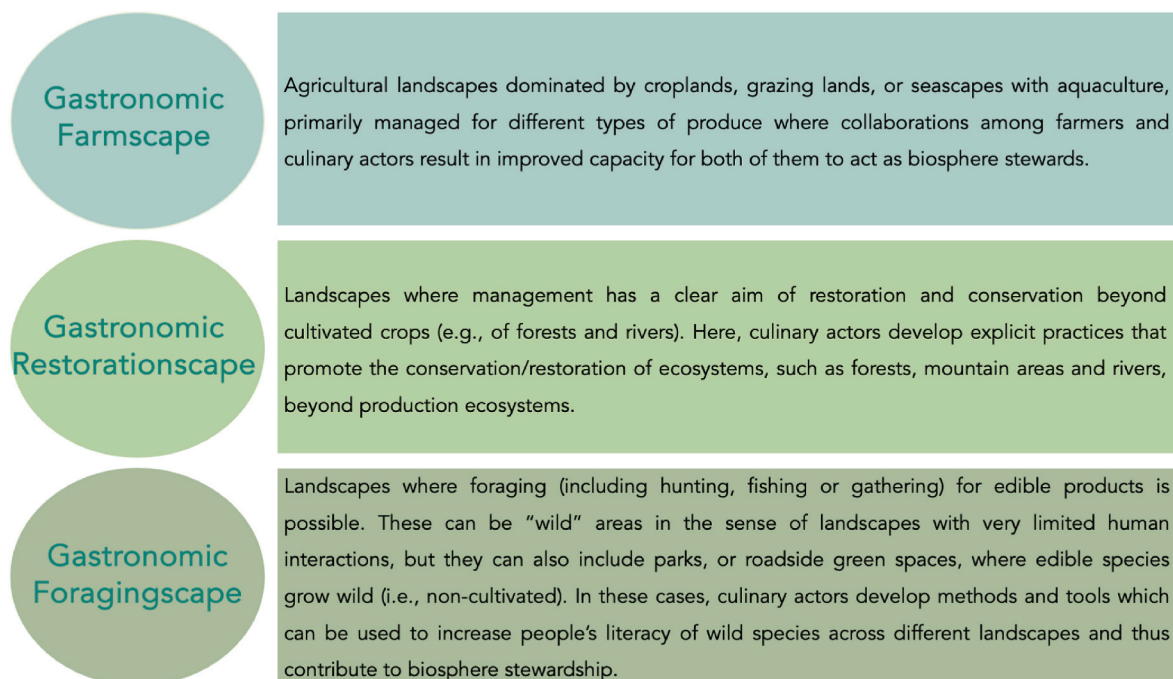 Gastronomic
Farmscape
Agricultural landscapes dominated by croplands, grazing lands, or seascapes with aquaculture,
primarily managed for different types of produce where collaborations among farmers and
culinary actors result in improved capacity for both of them to act as biosphere stewards.
Gastronomic
Restorationscape
Landscapes where management has a clear aim of restoration and conservation beyond
cultivated crops (e.g., of forests and rivers). Here, culinary actors develop explicit practices that
promote the conservation/restoration of ecosystems, such as forests, mountain areas and rivers,
beyond production ecosystems.
Gastronomic
Foragingscape
Landscapes where foraging (including hunting, fishing or gathering) for edible products is
possible. These can be “wild” areas in the sense of landscapes with very limited human
interactions, but they can also include parks, or roadside green spaces, where edible species
grow wild (i.e., non-cultivated). In these cases, culinary actors develop methods and tools which
can be used to increase people’s literacy of wild species across different landscapes and thus
contribute to biosphere stewardship.